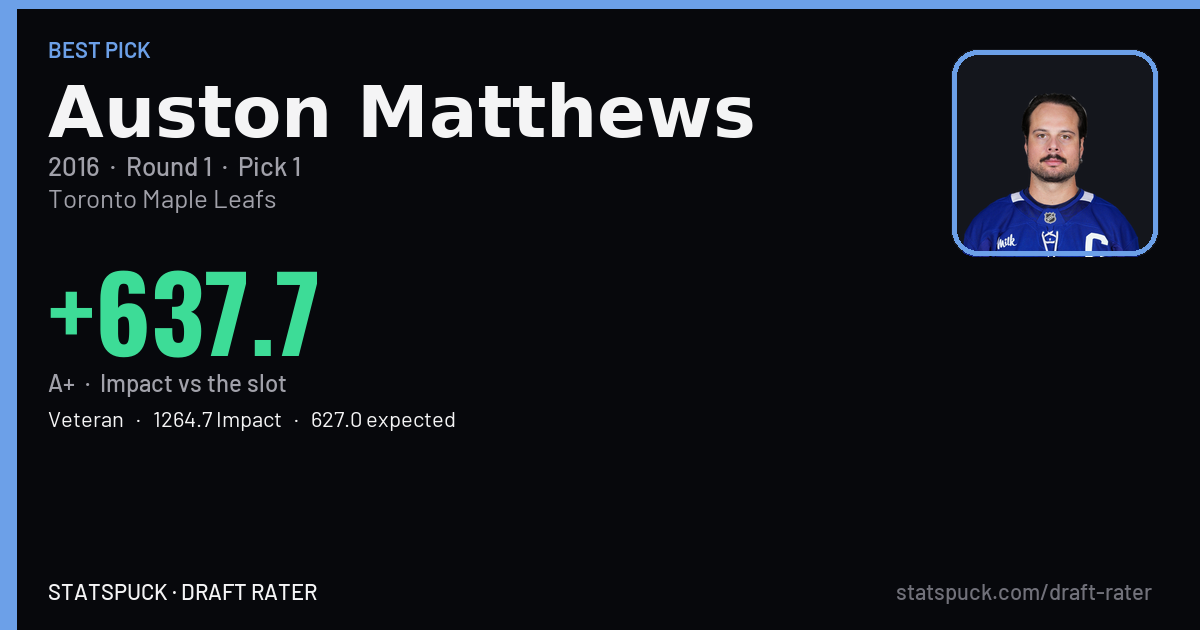 BEST PICK
Auston Matthews
2016 · Round 1 · Pick 1
Toronto Maple Leafs
Milk
C
+637.7
A+ · Impact vs the slot
Veteran · 1264.7 Impact · 627.0 expected
STATSPUCK · DRAFT RATER
statspuck.com/draft-rater